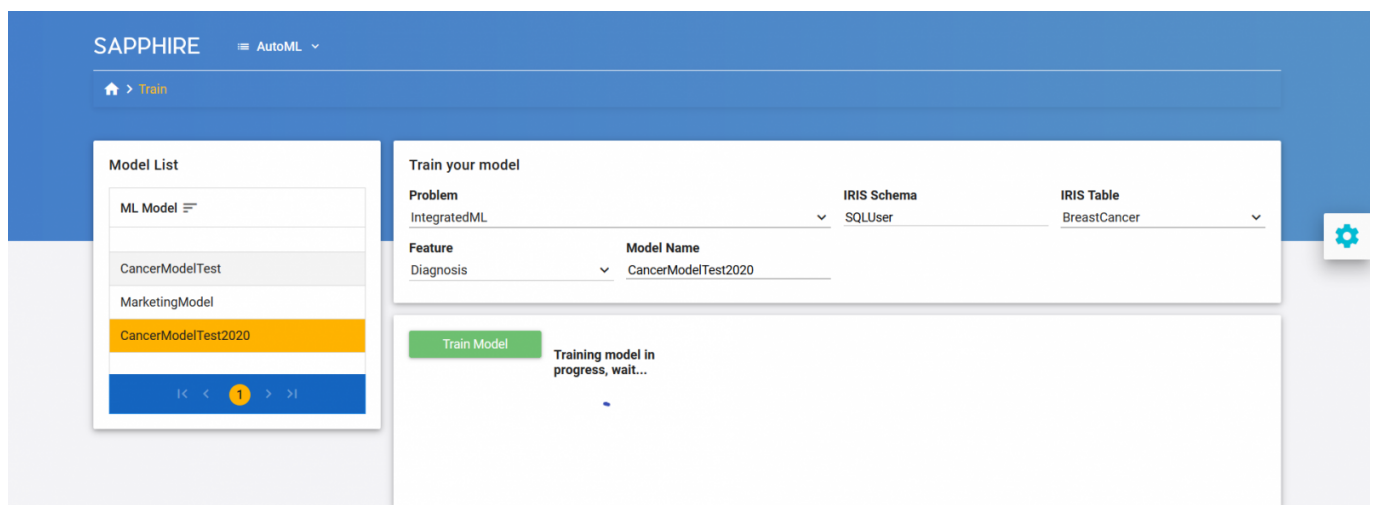 SAPPHIRE AutoML
Train
Model List
ML Model
CancerModelTest
MarketingModel
CancerModelTest2020
1
Train your model
Problem IRIS Schema IRIS Table
IntegratedML SQLUser BreastCancer
Feature Model Name
Diagnosis CancerModelTest2020
Train Model
Training model in
progress, wait...